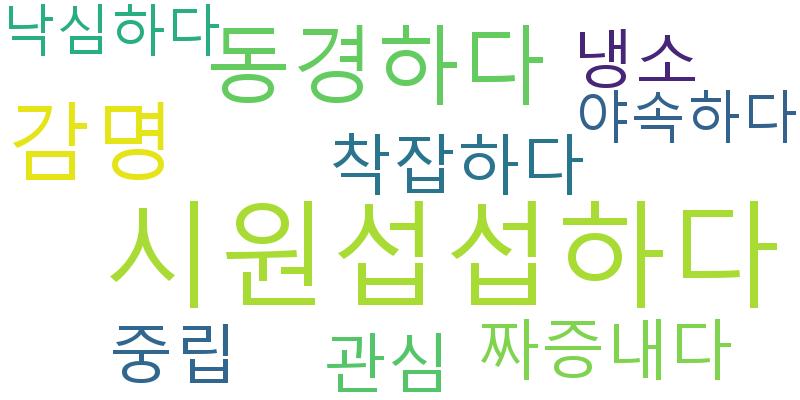 낙심하다
동경하다
냉소
야속하다
감명
착잡하다
시원섭섭하다
중립
관심
짜증내다